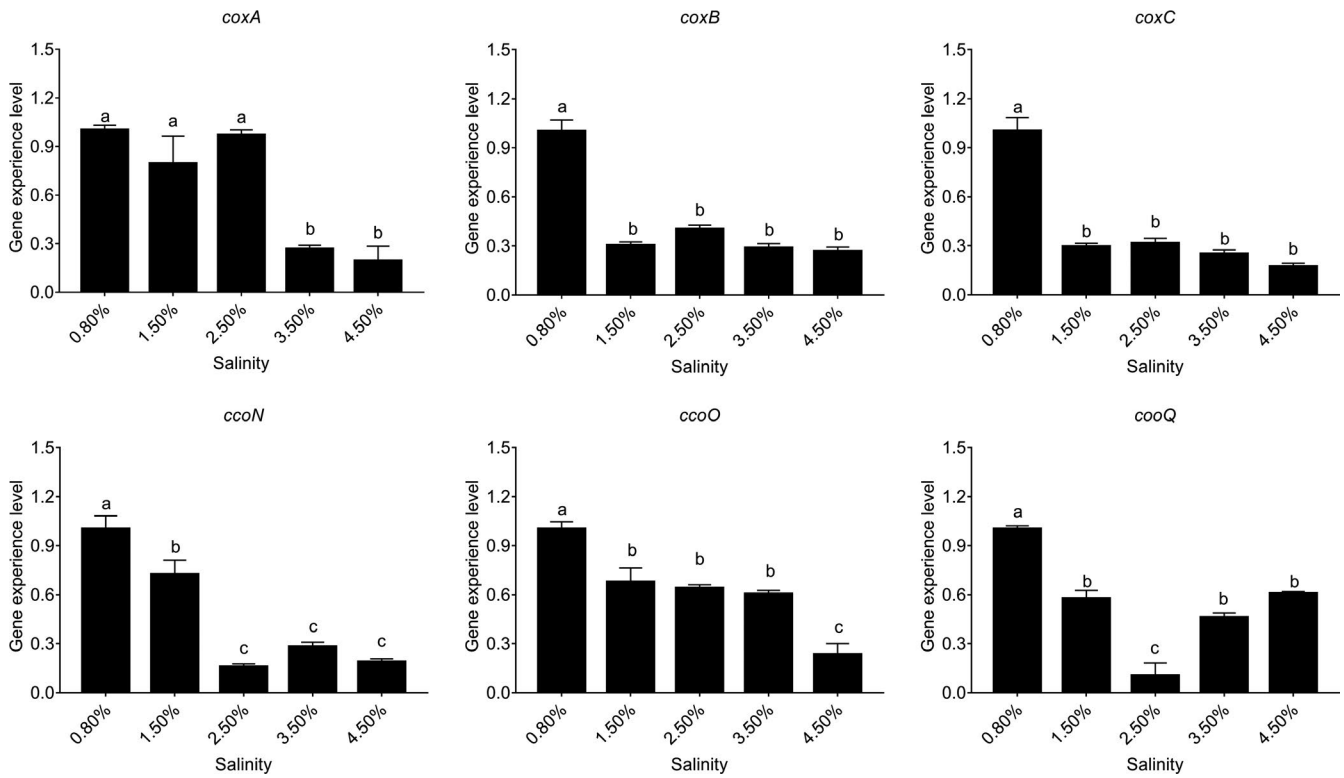 coxA
1.5
1.2
0.9
0.6
0.3
0.0
Gene experience level
a
a
a
b
b
0.80%
1.50%
2.50%
3.50%
4.50%
Salinity
coxB
1.5
1.2
0.9
0.6
0.3
0.0
Gene experience level
a
b
b
b
b
0.80%
1.50%
2.50%
3.50%
4.50%
Salinity
coxC
1.5
1.2
0.9
0.6
0.3
0.0
Gene experience level
a
b
b
b
b
0.80%
1.50%
2.50%
3.50%
4.50%
Salinity
ccoN
1.5
1.2
0.9
0.6
0.3
0.0
Gene experience level
a
b
c
c
c
0.80%
1.50%
2.50%
3.50%
4.50%
Salinity
ccoO
1.5
1.2
0.9
0.6
0.3
0.0
Gene experience level
a
b
b
b
c
0.80%
1.50%
2.50%
3.50%
4.50%
Salinity
cooQ
1.5
1.2
0.9
0.6
0.3
0.0
Gene experience level
a
b
c
b
b
0.80%
1.50%
2.50%
3.50%
4.50%
Salinity